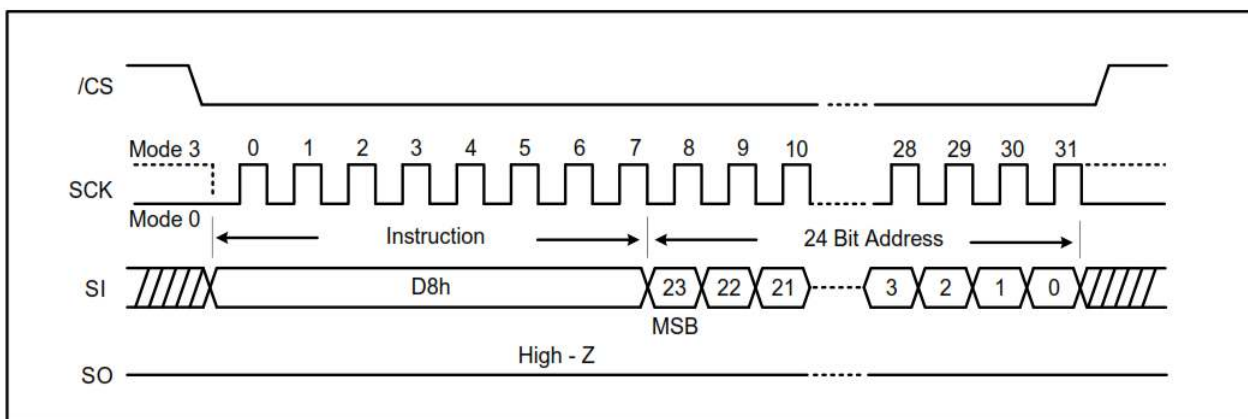 /CS
Mode 3 0 1 2 3 4 5 6 7 8 9 10 28 29 30 31
SCK
Mode 0
Instruction 24 Bit Address
SI D8h 23 22 21 3 2 1 0
MSB
High - Z
SO